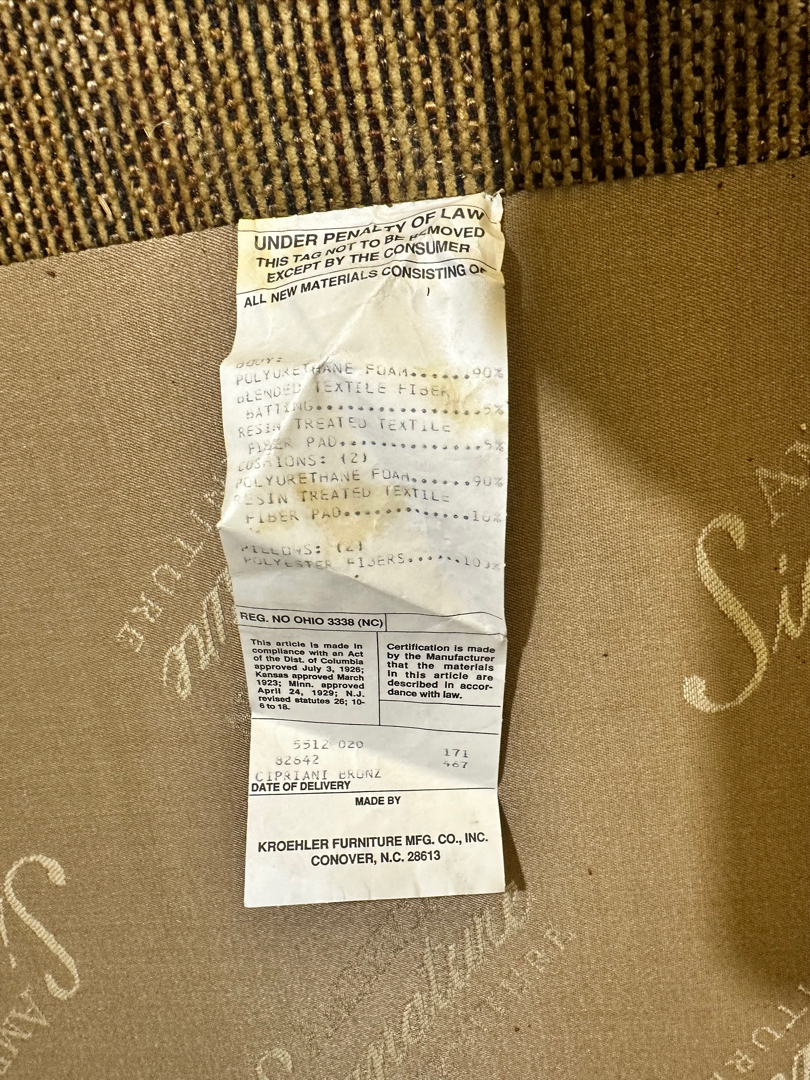 UNDER PENALTY OF LAW
THIS TAG NOT TO BE REMOVED
EXCEPT BY THE CONSUMER
ALL NEW MATERIALS CONSISTING OF
BODY:
POLYURETHANE FOAM......90%
BLENDED TEXTILE FIBER
BATTING................5%
RESIN TREATED TEXTILE
FIBER PAD..............5%
CUSHIONS: (2)
POLYURETHANE FOAM......90%
RESIN TREATED TEXTILE
FIBER PAD.............10%
PILLOWS: (2)
POLYESTER FIBERS......100%
REG. NO OHIO 3338 (NC)
This article is made in
compliance with an Act
of the Dist. of Columbia
approved July 3, 1926;
Kansas approved March
1923; Minn. approved
April 24, 1929; N.J.
revised statutes 26; 10-
6 to 18.
Certification is made
by the Manufacturer
that the materials
in this article are
described in accor-
dance with law.
5512 020 171
82642 467
CIPRIANI BRONZ
DATE OF DELIVERY
MADE BY
KROEHLER FURNITURE MFG. CO., INC.
CONOVER, N.C. 28613